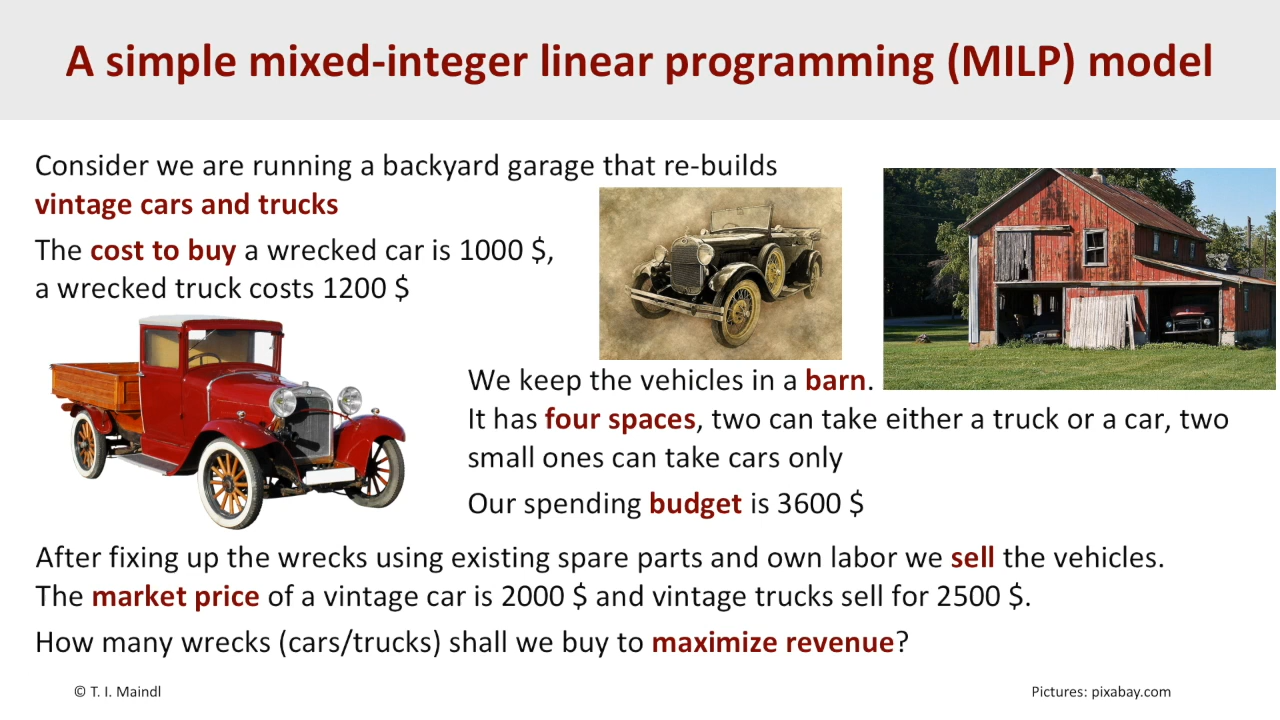 A simple mixed-integer linear programming (MILP) model
Consider we are running a backyard garage that re-builds
vintage cars and trucks
The cost to buy a wrecked car is 1000 $,
a wrecked truck costs 1200 $
We keep the vehicles in a barn.
It has four spaces, two can take either a truck or a car, two
small ones can take cars only
Our spending budget is 3600 $
After fixing up the wrecks using existing spare parts and own labor we sell the vehicles.
The market price of a vintage car is 2000 $ and vintage trucks sell for 2500 $.
How many wrecks (cars/trucks) shall we buy to maximize revenue?
© T. I. Maindl
Pictures: pixabay.com